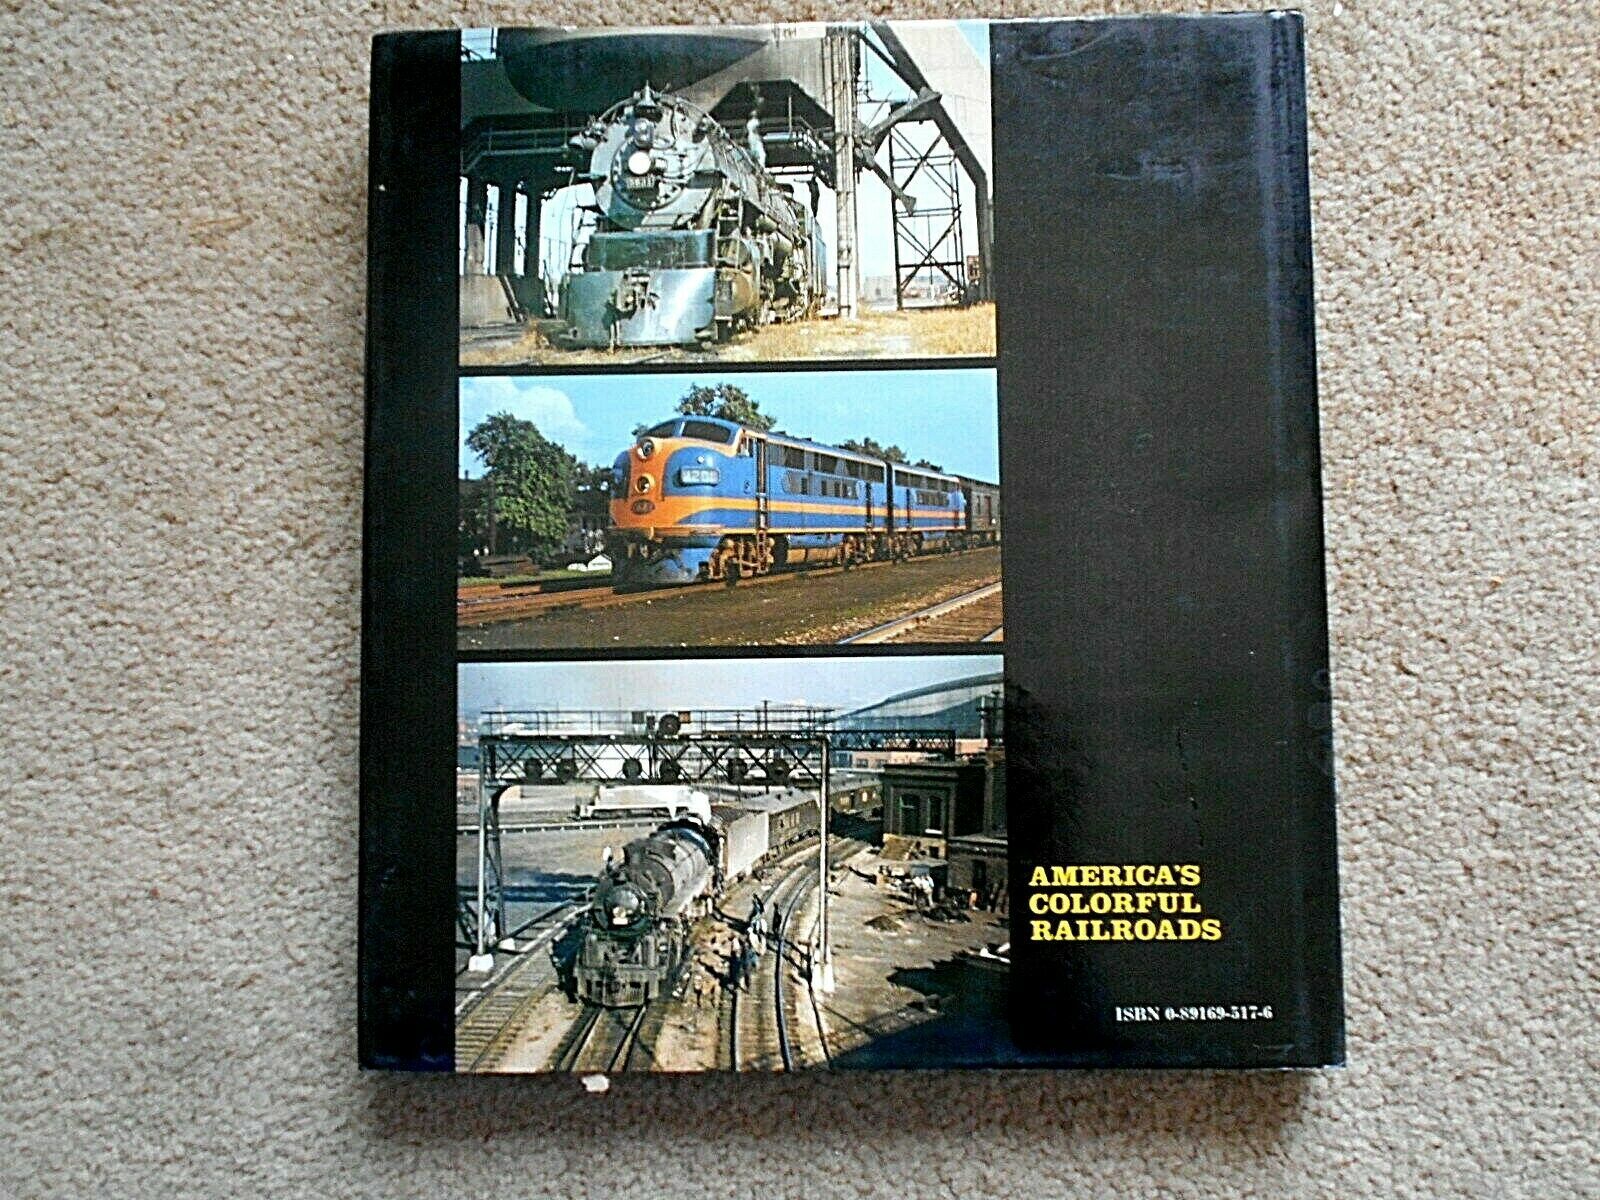 AMERICA'S
COLORFUL
RAILROADS
ISBN 0-89169-517-6